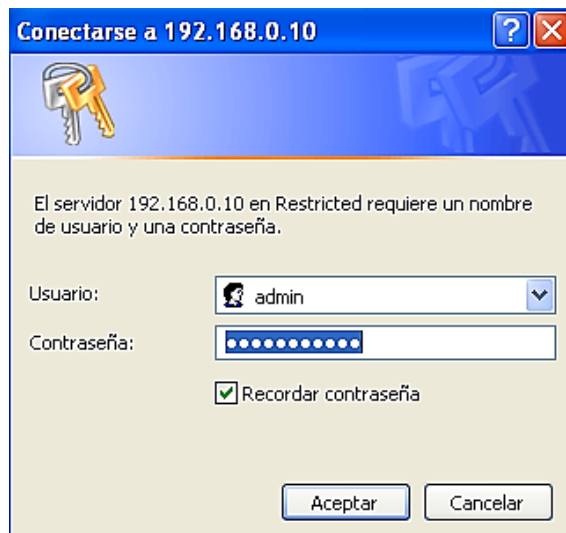 Conectarse a 192.168.0.10
El servidor 192.168.0.10 en Restricted requiere un nombre
de usuario y una contraseña.
Usuario:
admin
Contraseña:
●●●●●●●●●●●
Recordar contraseña
Aceptar
Cancelar